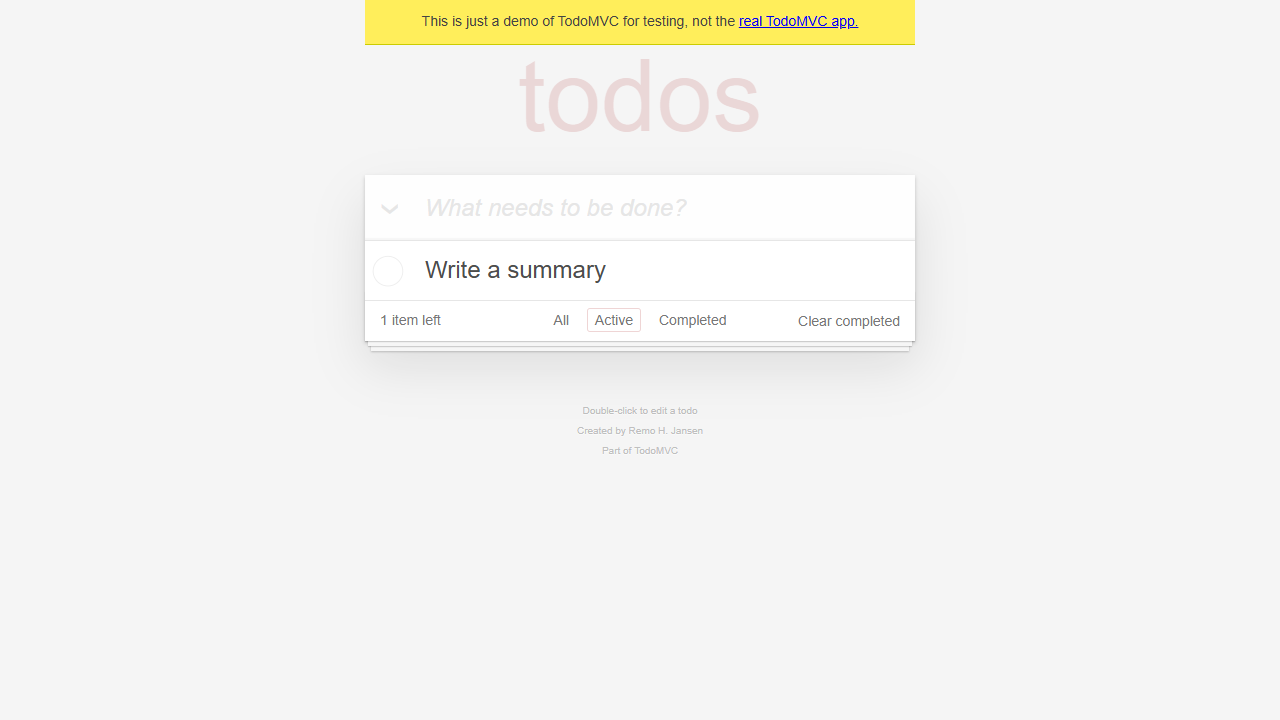 This is just a demo of TodoMVC for testing, not the real TodoMVC app.
todos
What needs to be done?
Write a summary
1 item left All Active Completed Clear completed
Double-click to edit a todo
Created by Remo H. Jansen
Part of TodoMVC